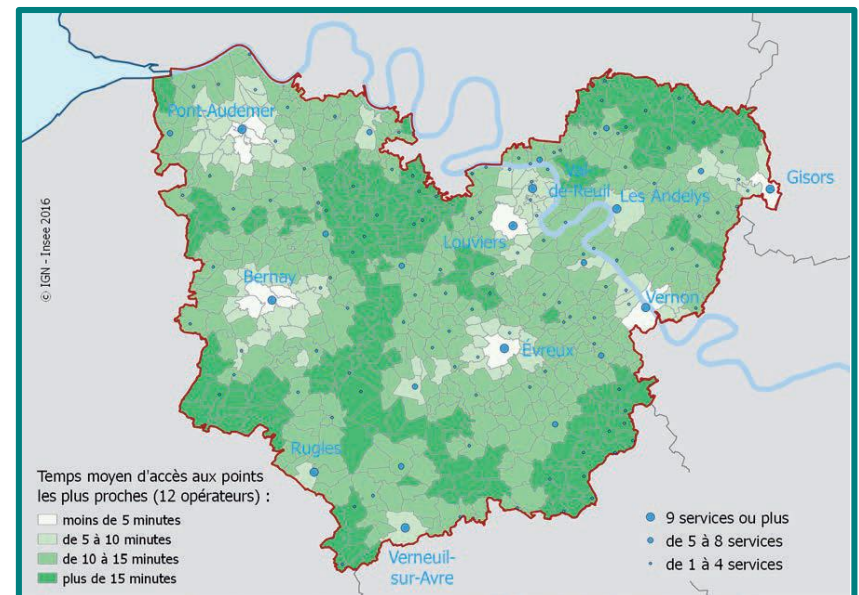 Pont-Audemer
Gisors
Val-
de-Reuil
Les Andelys
Louviers
Bernay
Vernon
Évreux
Rugles
Verneuil-
sur-Avre
© IGN - Insee 2016
Temps moyen d'accès aux points
les plus proches (12 opérateurs) :
moins de 5 minutes
de 5 à 10 minutes
de 10 à 15 minutes
plus de 15 minutes
9 services ou plus
de 5 à 8 services
de 1 à 4 services